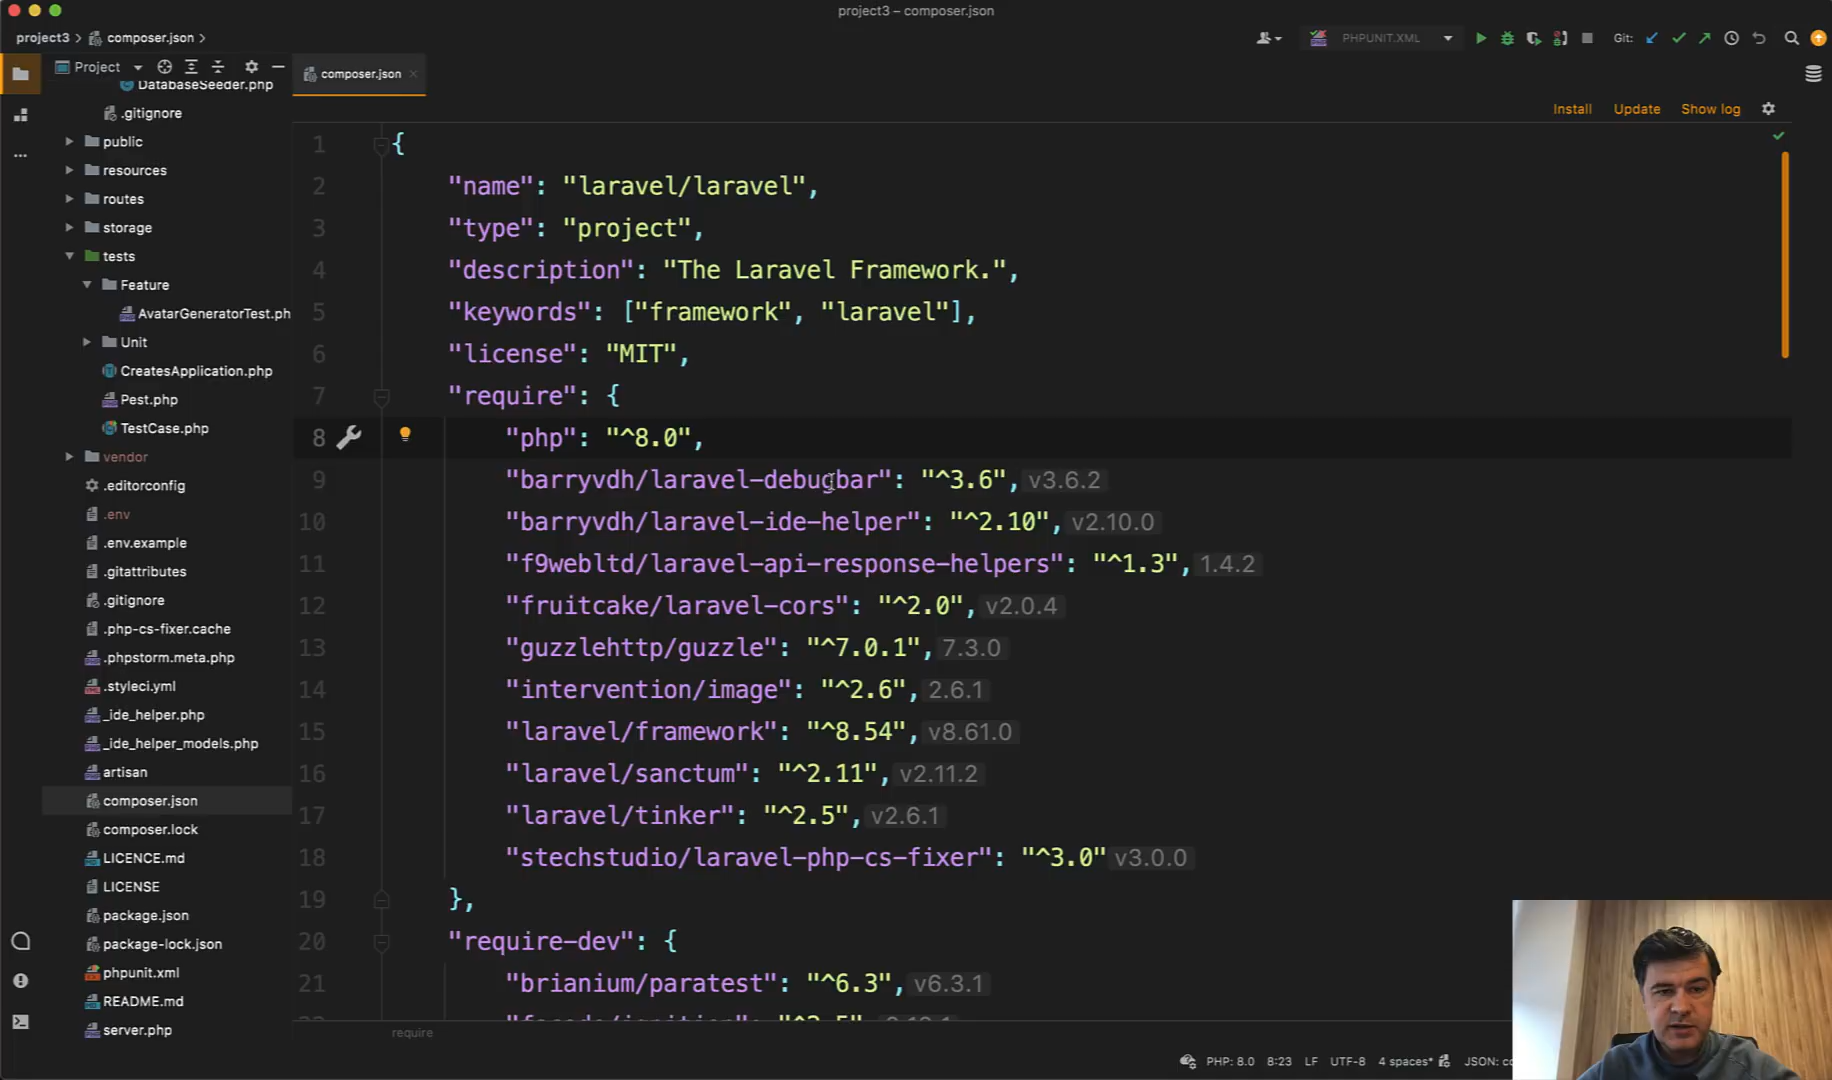 project3 – composer.json
project3 > composer.json >
PHPUNIT.XML
Git:
Project
composer.json
DatabaseSeeder.php
.gitignore
public
resources
routes
storage
tests
Feature
AvatarGeneratorTest.ph
Unit
CreatesApplication.php
Pest.php
TestCase.php
vendor
.editorconfig
.env
.env.example
.gitattributes
.gitignore
.php-cs-fixer.cache
.phpstorm.meta.php
.styleci.yml
_ide_helper.php
_ide_helper_models.php
artisan
composer.json
composer.lock
LICENCE.md
LICENSE
package.json
package-lock.json
phpunit.xml
README.md
server.php
Install Update Show log
1 {
2 "name": "laravel/laravel",
3 "type": "project",
4 "description": "The Laravel Framework.",
5 "keywords": ["framework", "laravel"],
6 "license": "MIT",
7 "require": {
8 "php": "^8.0",
9 "barryvdh/laravel-debugbar": "^3.6", v3.6.2
10 "barryvdh/laravel-ide-helper": "^2.10", v2.10.0
11 "f9webltd/laravel-api-response-helpers": "^1.3", 1.4.2
12 "fruitcake/laravel-cors": "^2.0", v2.0.4
13 "guzzlehttp/guzzle": "^7.0.1", 7.3.0
14 "intervention/image": "^2.6", 2.6.1
15 "laravel/framework": "^8.54", v8.61.0
16 "laravel/sanctum": "^2.11", v2.11.2
17 "laravel/tinker": "^2.5", v2.6.1
18 "stechstudio/laravel-php-cs-fixer": "^3.0" v3.0.0
19 },
20 "require-dev": {
21 "brianium/paratest": "^6.3", v6.3.1
require
PHP: 8.0 8:23 LF UTF-8 4 spaces* JSON: co